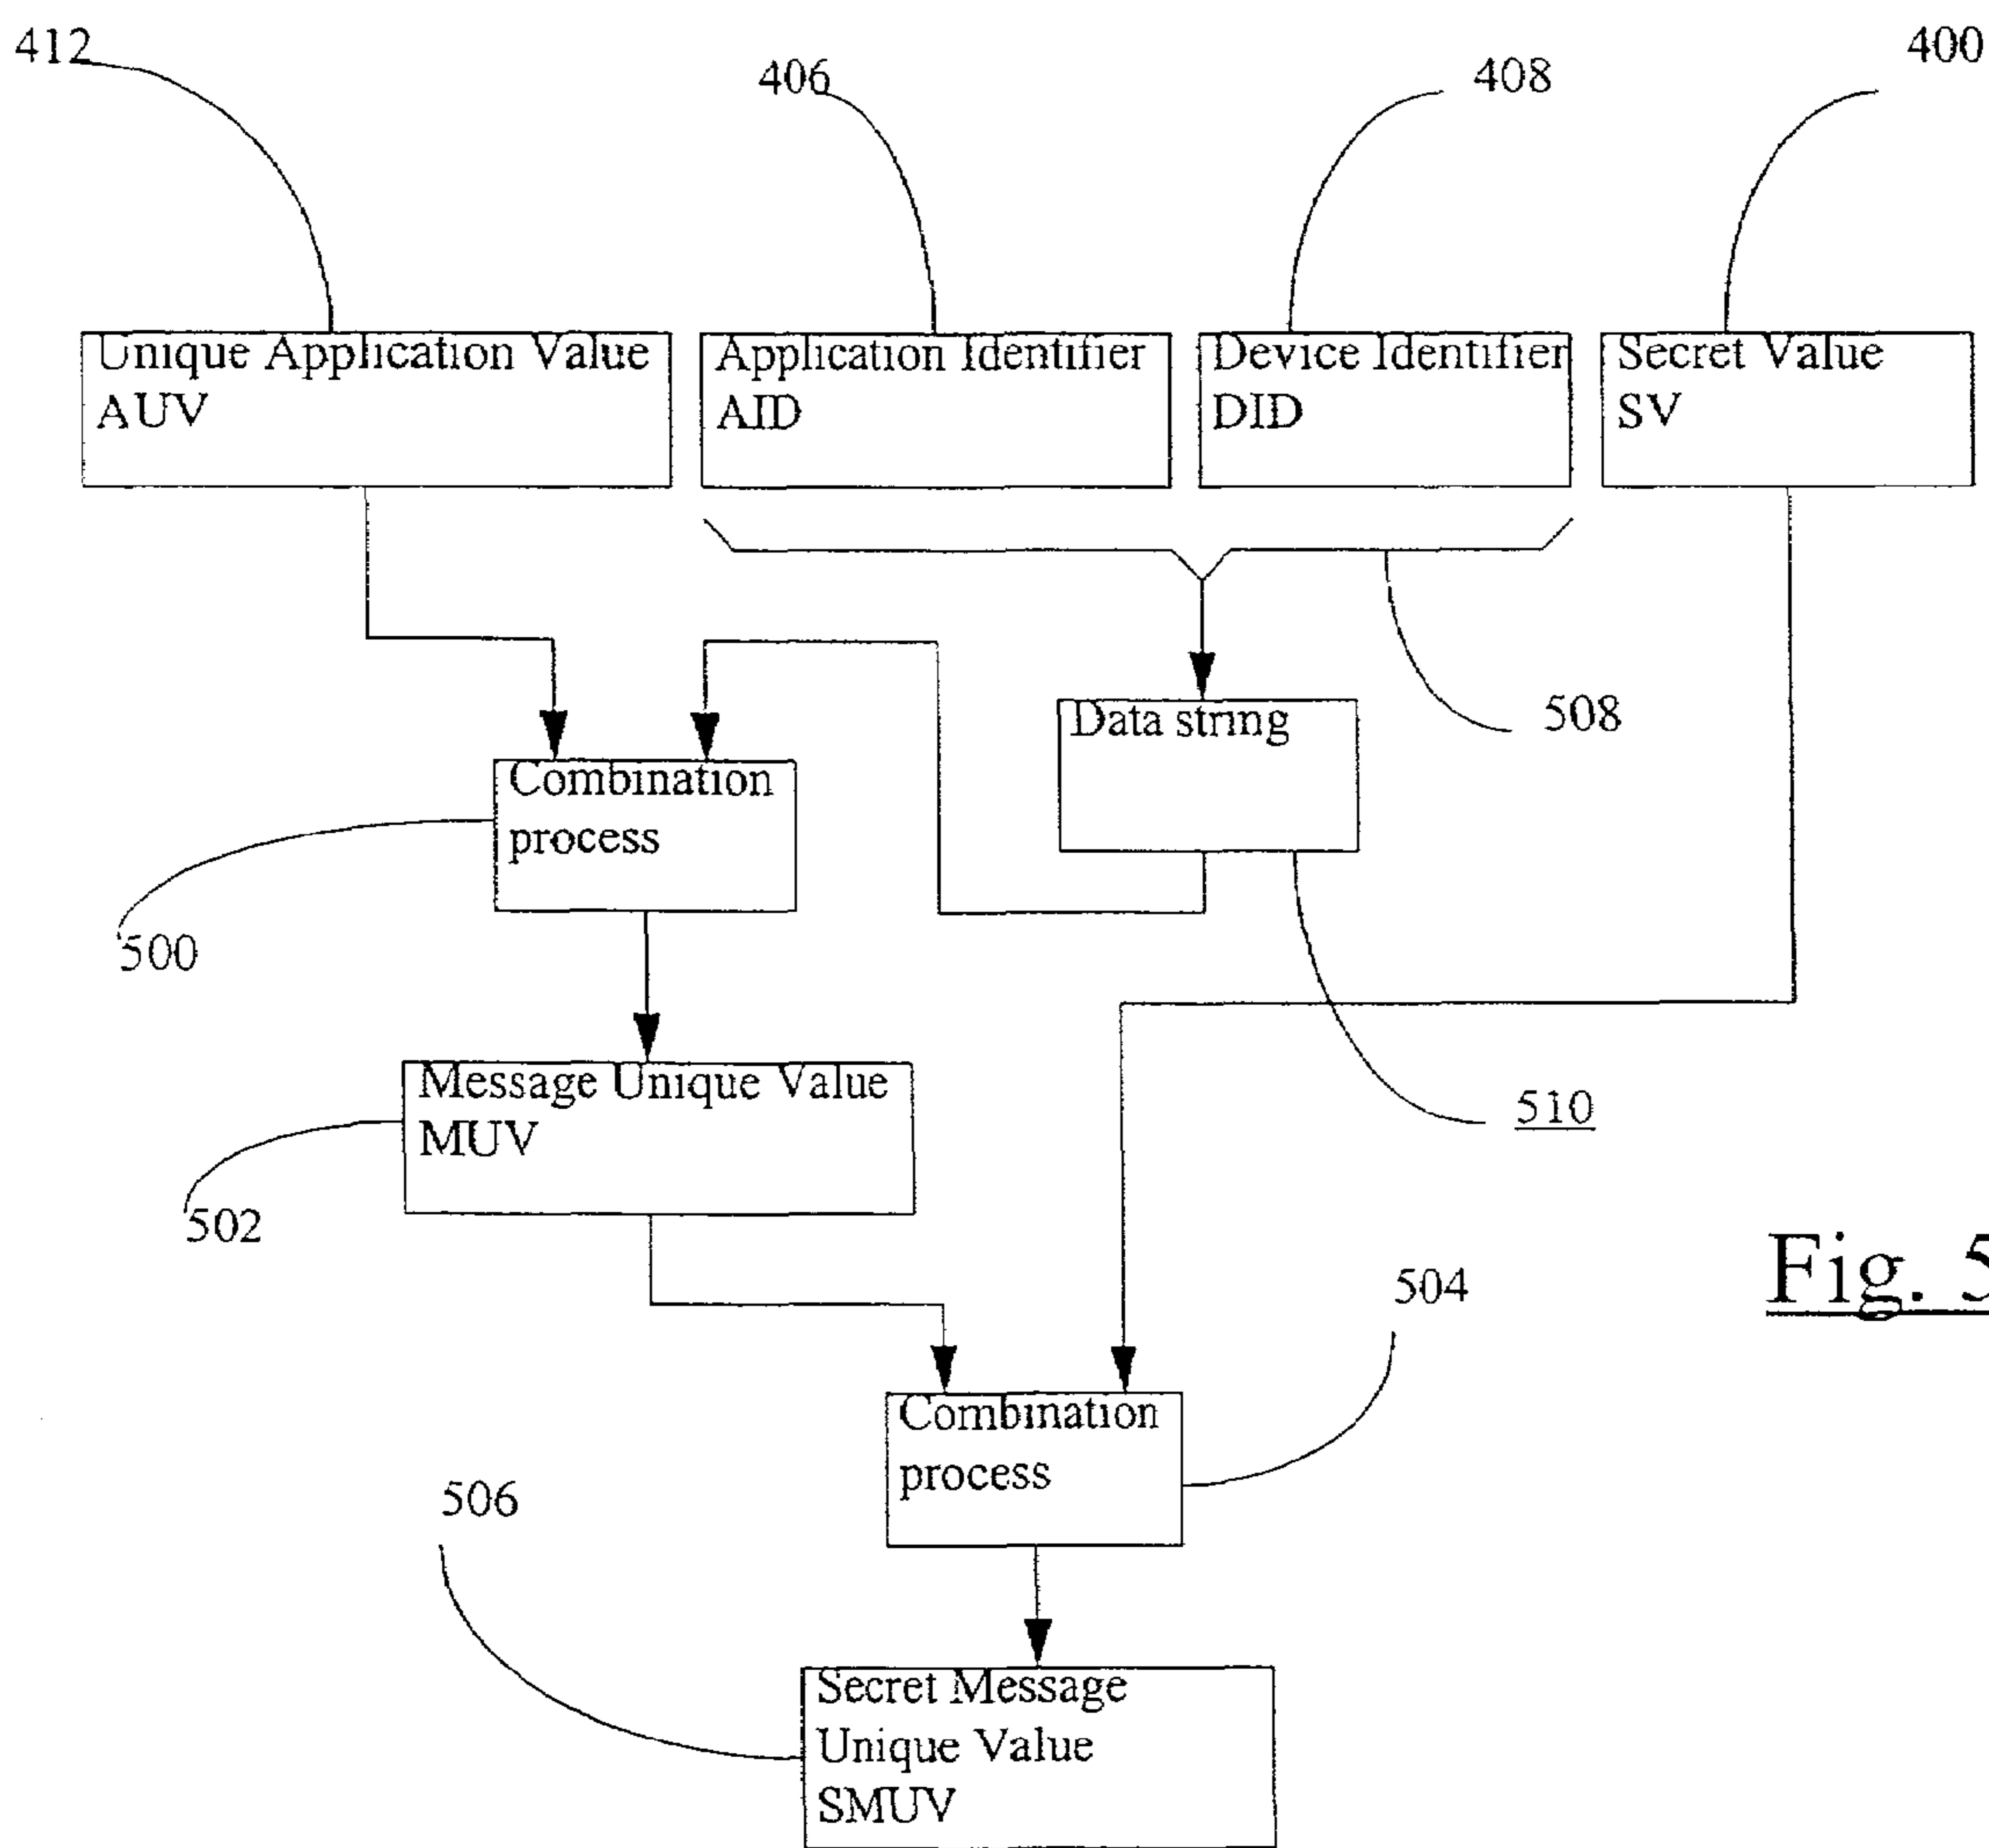 412
406
408
400
Unique Application Value
AUV
Application Identifier
AID
Device Identifier
DID
Secret Value
SV
508
Data string
Combination
process
500
510
Message Unique Value
MUV
502
Fig. 5
504
Combination
process
506
Secret Message
Unique Value
SMUV